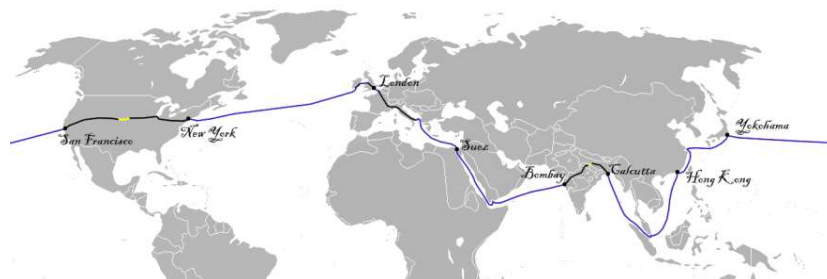 London
New York
San Francisco
Suez
Yokohama
Bombay
Calcutta
Hong Kong